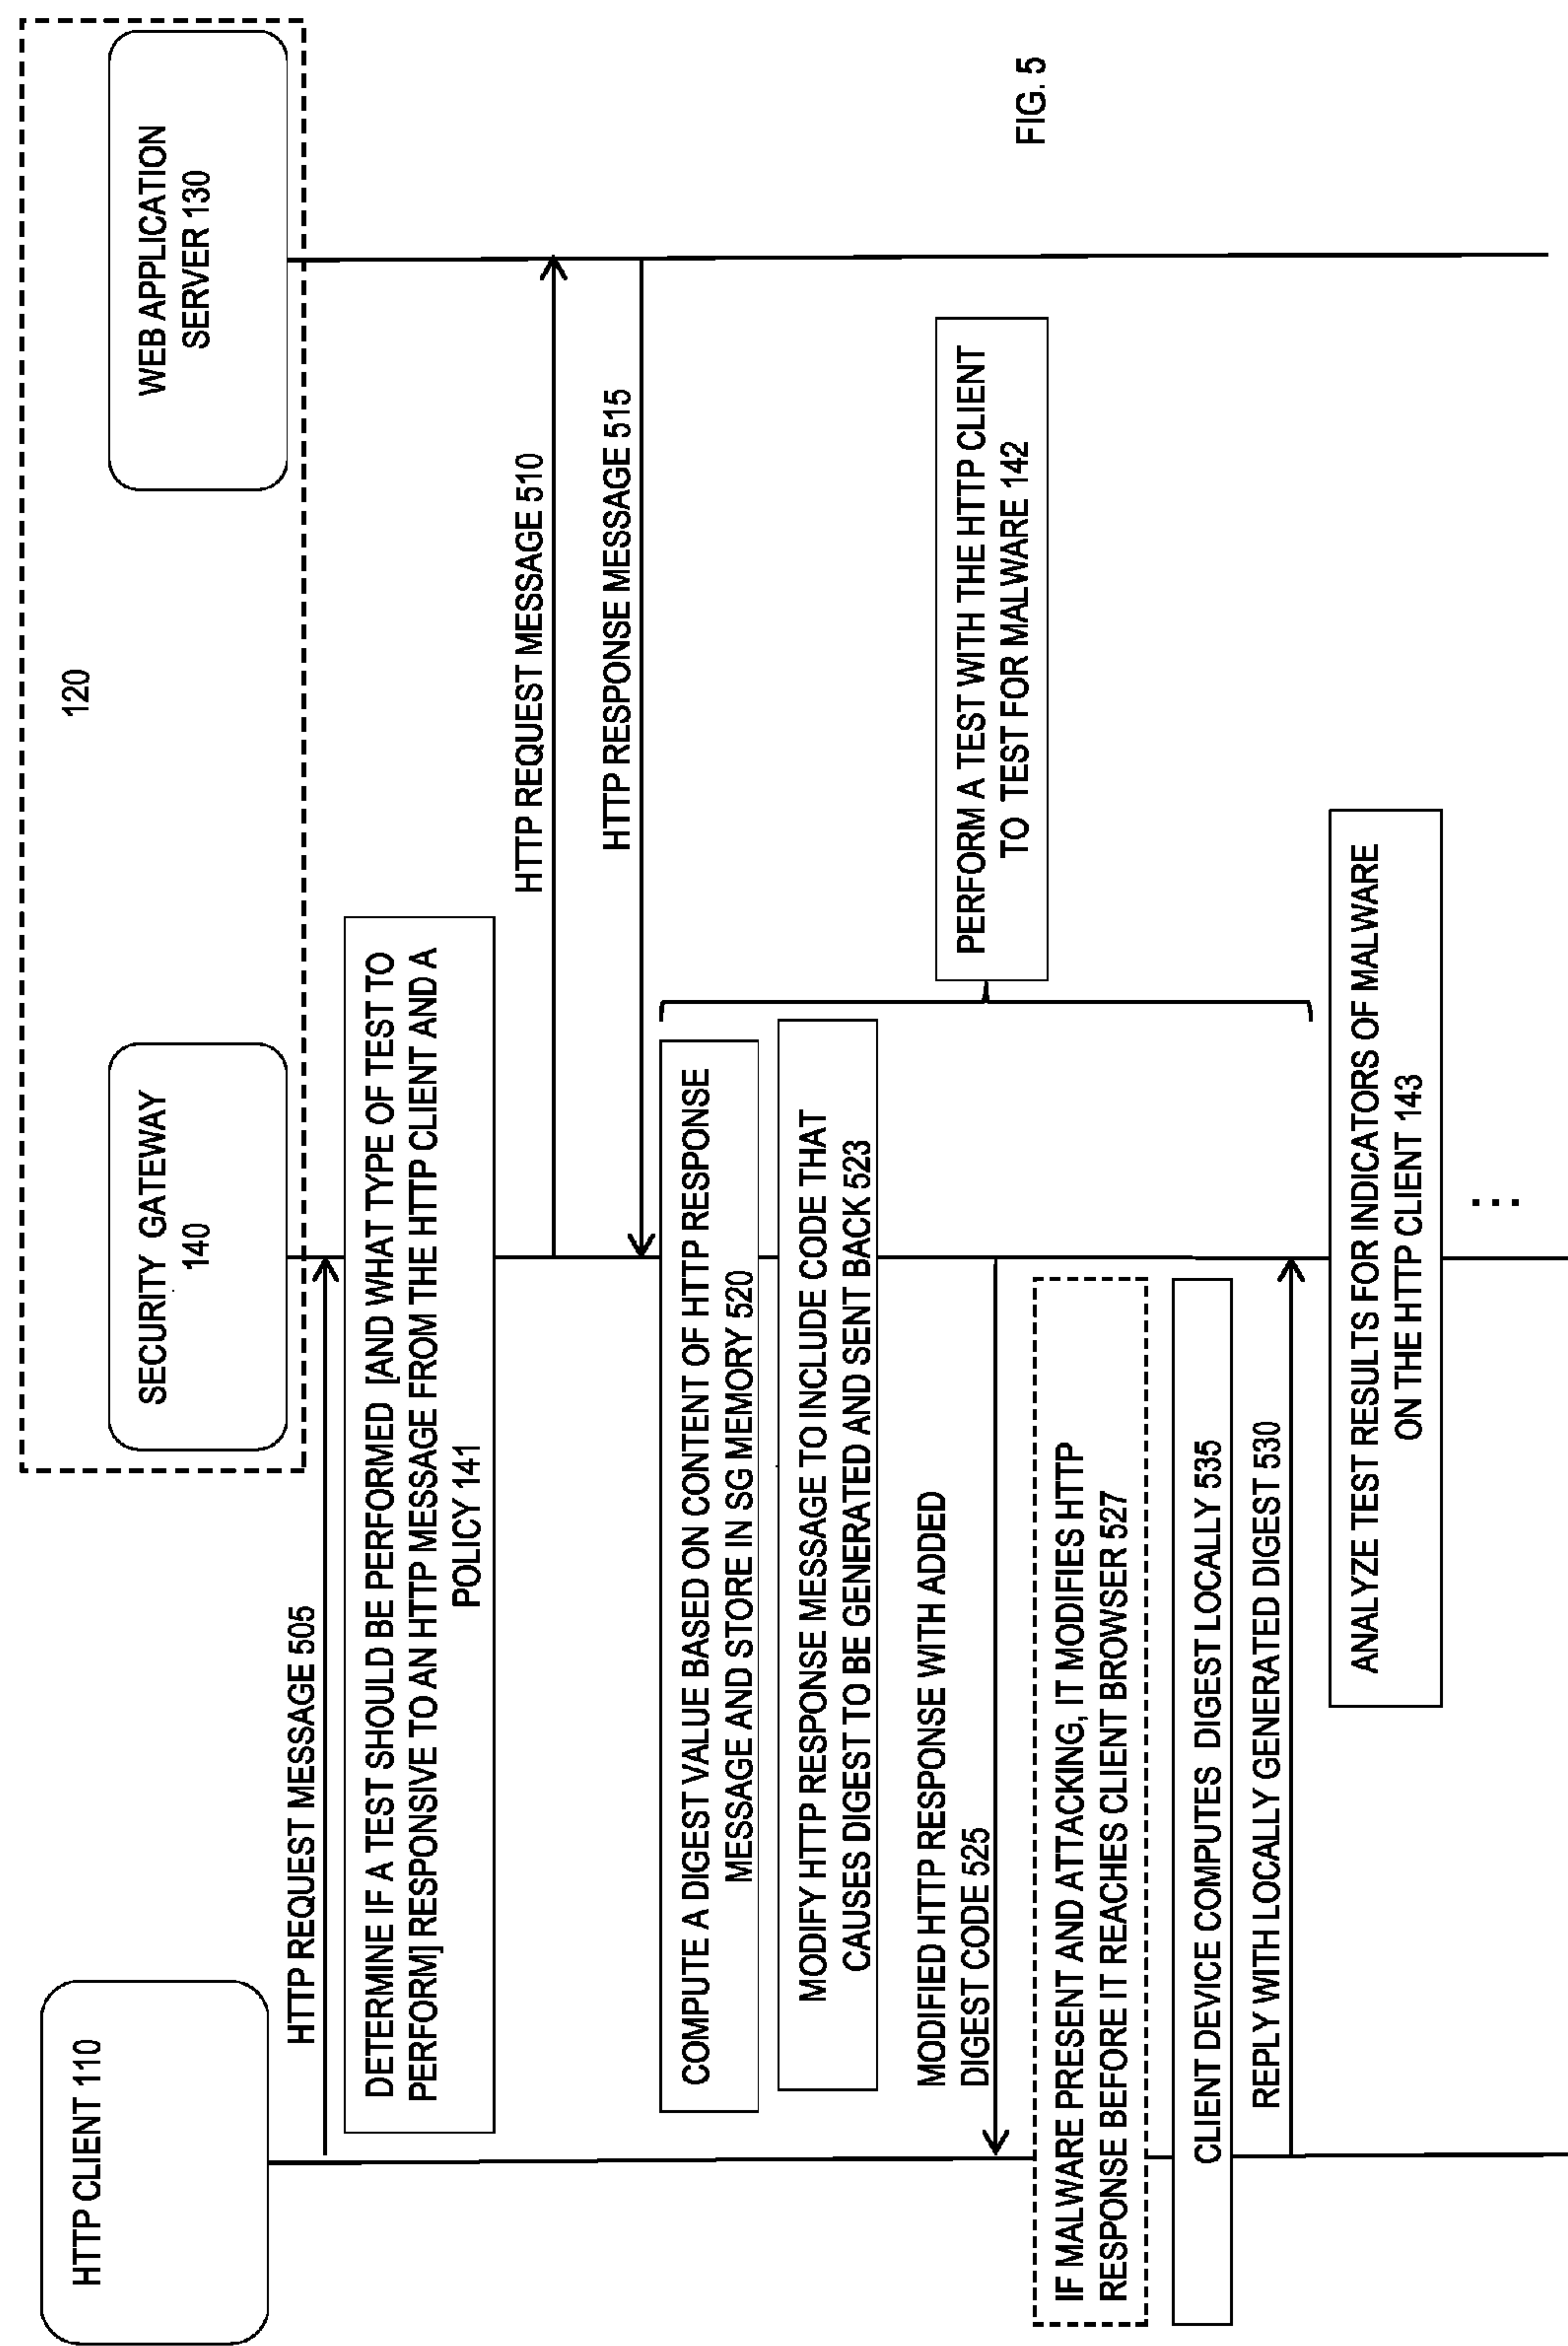 120
HTTP CLIENT 110
SECURITY GATEWAY
140
WEB APPLICATION
SERVER 130
HTTP REQUEST MESSAGE 505
DETERMINE IF A TEST SHOULD BE PERFORMED [AND WHAT TYPE OF TEST TO
PERFORM] RESPONSIVE TO AN HTTP MESSAGE FROM THE HTTP CLIENT AND A
POLICY 141
HTTP REQUEST MESSAGE 510
HTTP RESPONSE MESSAGE 515
COMPUTE A DIGEST VALUE BASED ON CONTENT OF HTTP RESPONSE
MESSAGE AND STORE IN SG MEMORY 520
MODIFY HTTP RESPONSE MESSAGE TO INCLUDE CODE THAT
CAUSES DIGEST TO BE GENERATED AND SENT BACK 523
MODIFIED HTTP RESPONSE WITH ADDED
DIGEST CODE 525
PERFORM A TEST WITH THE HTTP CLIENT
TO TEST FOR MALWARE 142
IF MALWARE PRESENT AND ATTACKING, IT MODIFIES HTTP
RESPONSE BEFORE IT REACHES CLIENT BROWSER 527
CLIENT DEVICE COMPUTES DIGEST LOCALLY 535
REPLY WITH LOCALLY GENERATED DIGEST 530
ANALYZE TEST RESULTS FOR INDICATORS OF MALWARE
ON THE HTTP CLIENT 143
...
FIG. 5